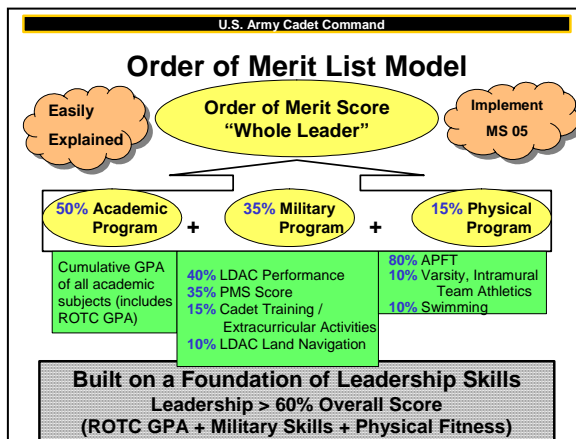 U.S. Army Cadet Command
Order of Merit List Model
Easily
Explained
Order of Merit Score
“Whole Leader”
Implement
MS 05
50% Academic
Program
+
35% Military
Program
+
15% Physical
Program
Cumulative GPA
of all academic
subjects (includes
ROTC GPA)
40% LDAC Performance
35% PMS Score
15% Cadet Training /
Extracurricular Activities
10% LDAC Land Navigation
80% APFT
10% Varsity, Intramural
Team Athletics
10% Swimming
Built on a Foundation of Leadership Skills
Leadership > 60% Overall Score
(ROTC GPA + Military Skills + Physical Fitness)